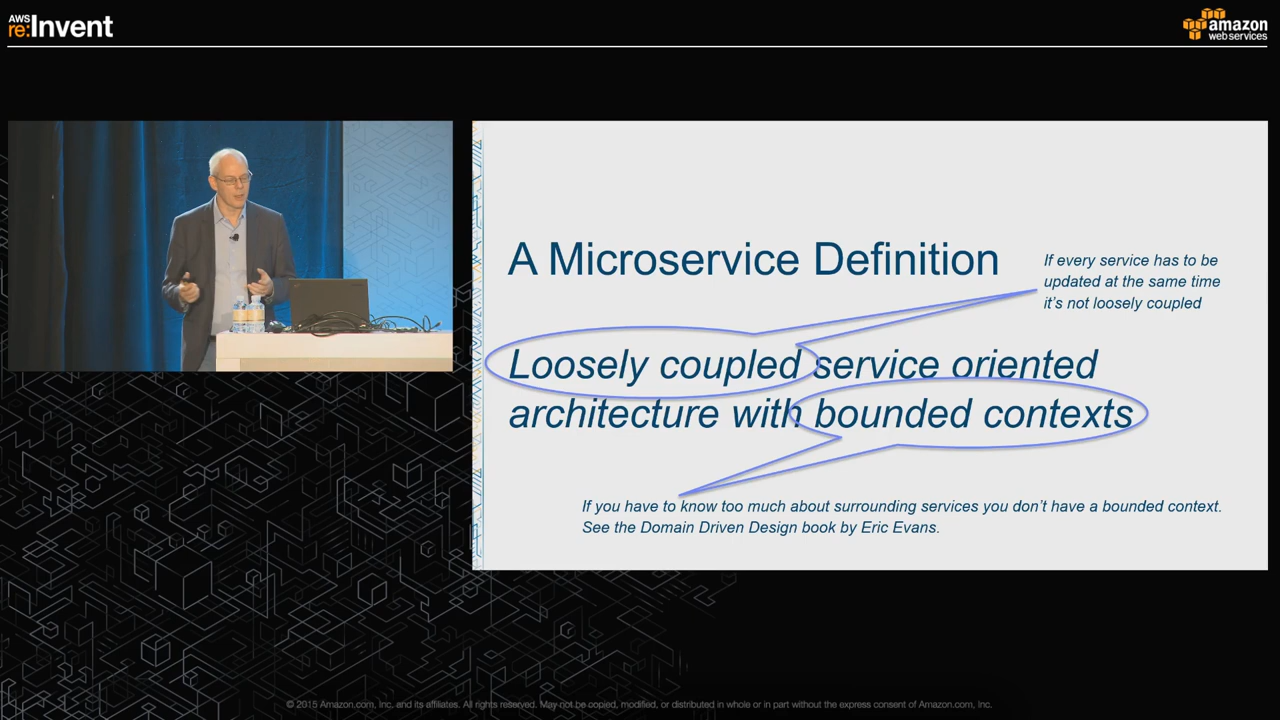 AWS
re:Invent
amazon
web services
A Microservice Definition
If every service has to be
updated at the same time
it's not loosely coupled
Loosely coupled service oriented
architecture with bounded contexts
If you have to know too much about surrounding services you don't have a bounded context.
See the Domain Driven Design book by Eric Evans.
© 2015 Amazon.com, Inc. and its affiliates. All rights reserved. May not be copied, modified, or distributed in whole or in part without the express consent of Amazon.com, Inc.